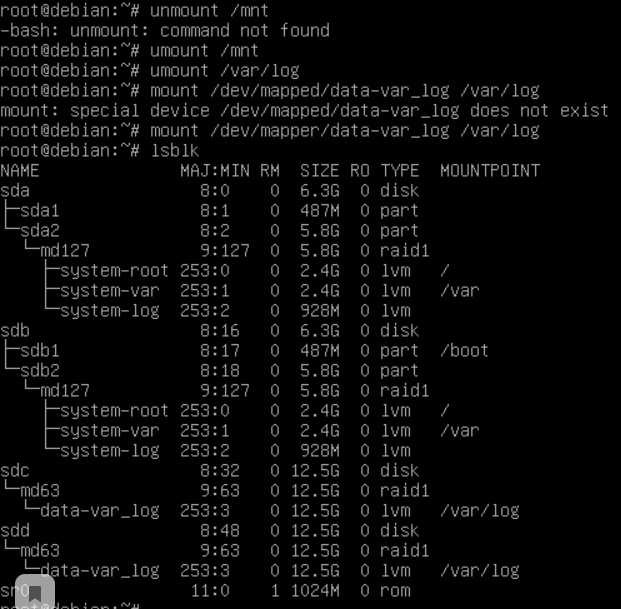 root@debian:~# unmount /mnt
-bash: unmount: command not found
root@debian:~# umount /mnt
root@debian:~# umount /var/log
root@debian:~# mount /dev/mapped/data-var_log /var/log
mount: special device /dev/mapped/data-var_log does not exist
root@debian:~# mount /dev/mapper/data-var_log /var/log
root@debian:~# lsblk
NAME MAJ:MIN RM SIZE RO TYPE MOUNTPOINT
sda 8:0 0 6.3G 0 disk
├─sda1 8:1 0 487M 0 part
└─sda2 8:2 0 5.8G 0 part
  └─md127 9:127 0 5.8G 0 raid1
    ├─system-root 253:0 0 2.4G 0 lvm /
    ├─system-var 253:1 0 2.4G 0 lvm /var
    └─system-log 253:2 0 928M 0 lvm
sdb 8:16 0 6.3G 0 disk
├─sdb1 8:17 0 487M 0 part /boot
└─sdb2 8:18 0 5.8G 0 part
  └─md127 9:127 0 5.8G 0 raid1
    ├─system-root 253:0 0 2.4G 0 lvm /
    ├─system-var 253:1 0 2.4G 0 lvm /var
    └─system-log 253:2 0 928M 0 lvm
sdc 8:32 0 12.5G 0 disk
└─md63 9:63 0 12.5G 0 raid1
  └─data-var_log 253:3 0 12.5G 0 lvm /var/log
sdd 8:48 0 12.5G 0 disk
└─md63 9:63 0 12.5G 0 raid1
  └─data-var_log 253:3 0 12.5G 0 lvm /var/log
sr0 11:0 1 1024M 0 rom
root@debian:~#